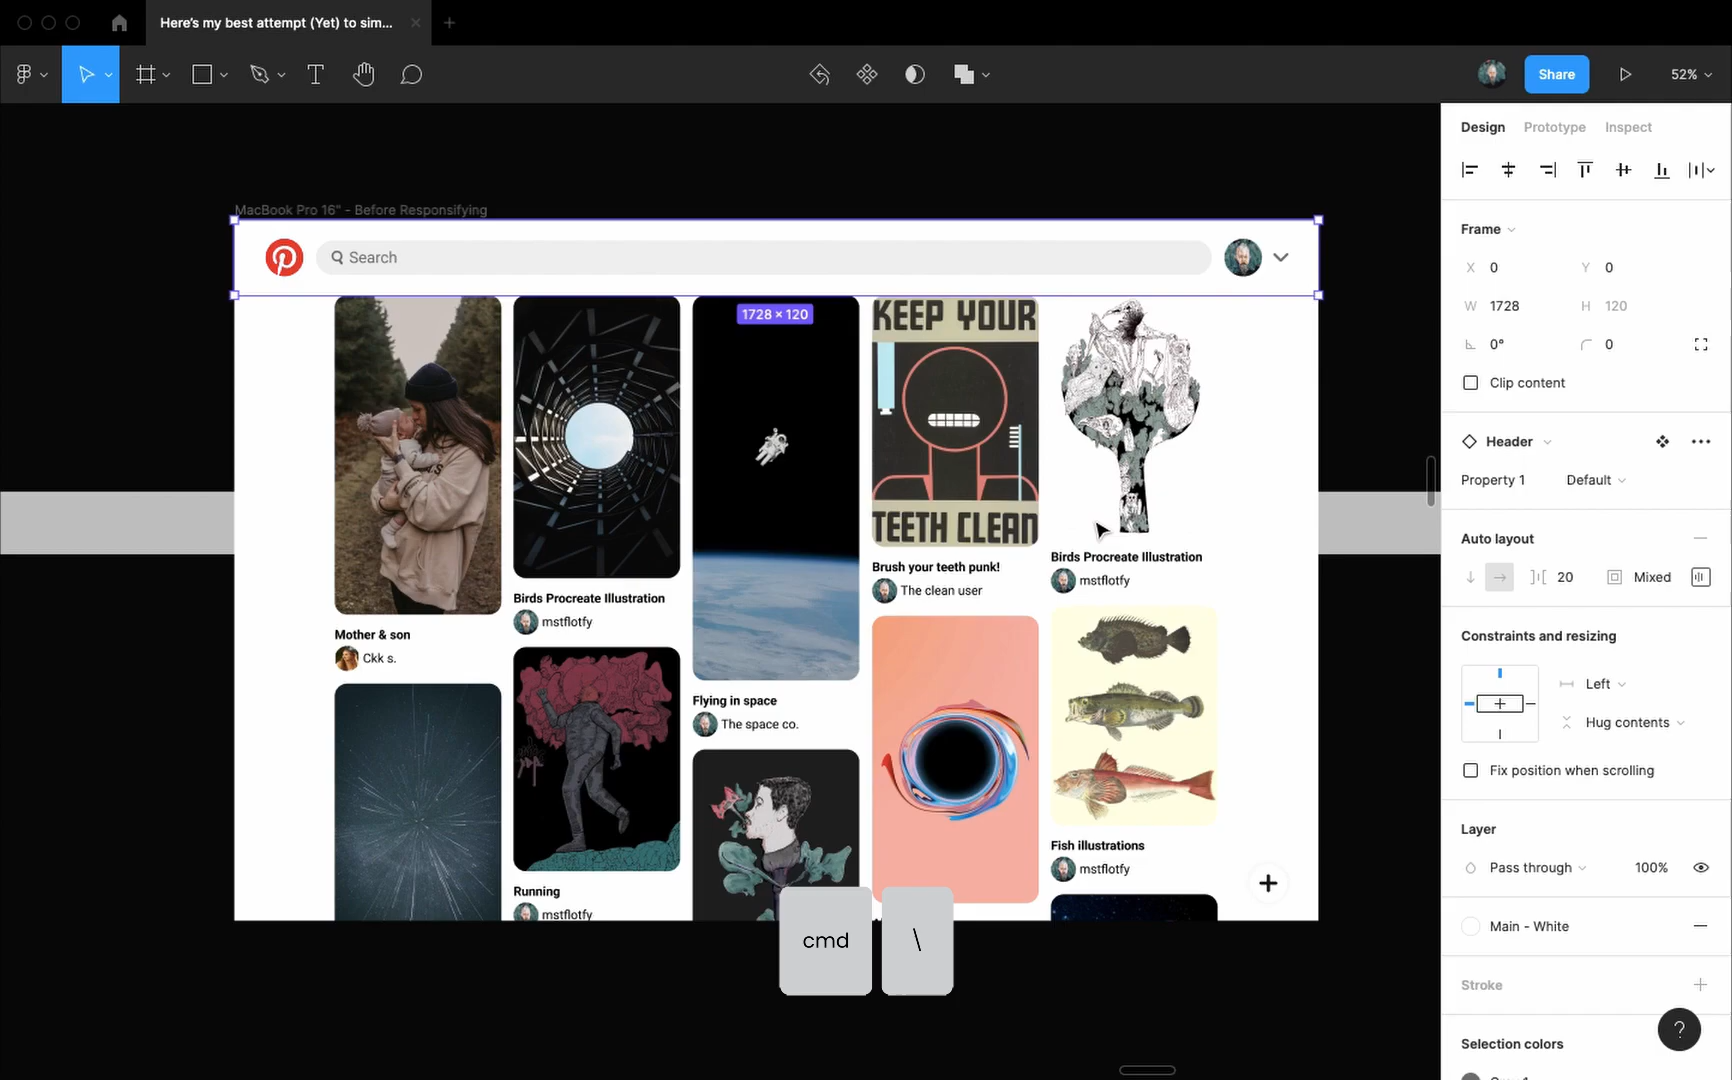 Here's my best attempt (Yet) to sim...
Share
52%
Design Prototype Inspect
MacBook Pro 16" - Before Responsifying
Search
1728 × 120
KEEP YOUR
TEETH CLEAN
Mother & son
Ckk s.
Birds Procreate Illustration
mstflotfy
Running
mstflotfy
Flying in space
The space co.
Brush your teeth punk!
The clean user
Birds Procreate Illustration
mstflotfy
Fish illustrations
mstflotfy
cmd \
Frame
X 0 Y 0
W 1728 H 120
0° 0
Clip content
Header
Property 1 Default
Auto layout
20 Mixed
Constraints and resizing
Left
Hug contents
Fix position when scrolling
Layer
Pass through 100%
Main - White
Stroke
?
Selection colors